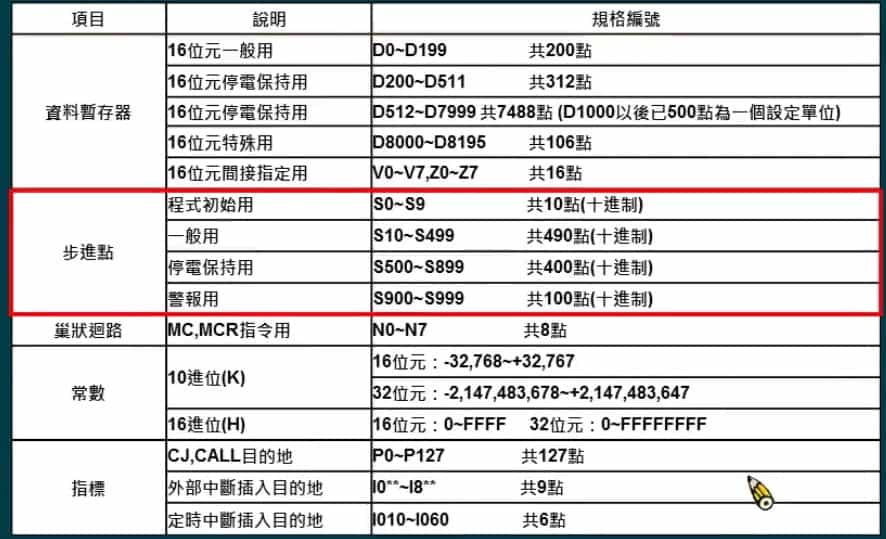 項目 說明 規格編號
資料暫存器
16位元一般用 D0~D199 共200點
16位元停電保持用 D200~D511 共312點
16位元停電保持用 D512~D7999 共7488點 (D1000以後已500點為一個設定單位)
16位元特殊用 D8000~D8195 共106點
16位元間接指定用 V0~V7,Z0~Z7 共16點
步進點
程式初始用 S0~S9 共10點(十進制)
一般用 S10~S499 共490點(十進制)
停電保持用 S500~S899 共400點(十進制)
警報用 S900~S999 共100點(十進制)
巢狀迴路 MC,MCR指令用 N0~N7 共8點
常數
10進位(K) 16位元：-32,768~+32,767
32位元：-2,147,483,678~+2,147,483,647
16進位(H) 16位元：0~FFFF 32位元：0~FFFFFFFF
指標
CJ,CALL目的地 P0~P127 共127點
外部中斷插入目的地 I0**~I8** 共9點
定時中斷插入目的地 I010~I060 共6點